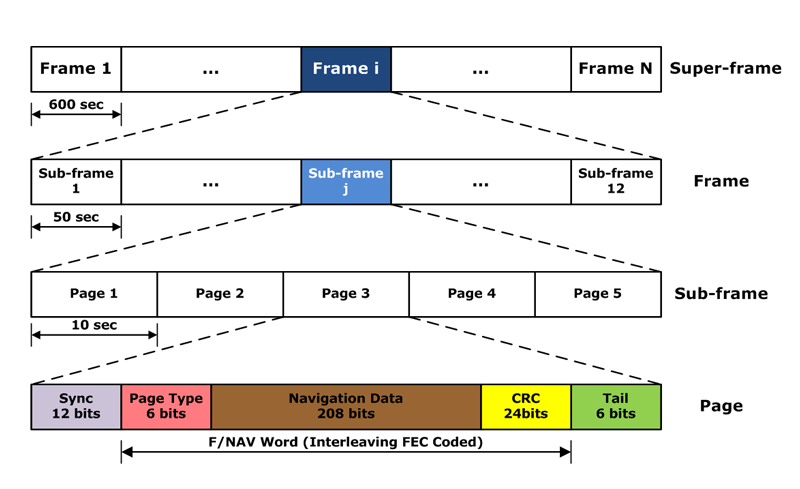 Frame 1 ... Frame i ... Frame N Super-frame
600 sec
Sub-frame 1 ... Sub-frame j ... Sub-frame 12 Frame
50 sec
Page 1 Page 2 Page 3 Page 4 Page 5 Sub-frame
10 sec
Sync Page Type Navigation Data CRC Tail
12 bits 6 bits 208 bits 24bits 6 bits Page
F/NAV Word (Interleaving FEC Coded)